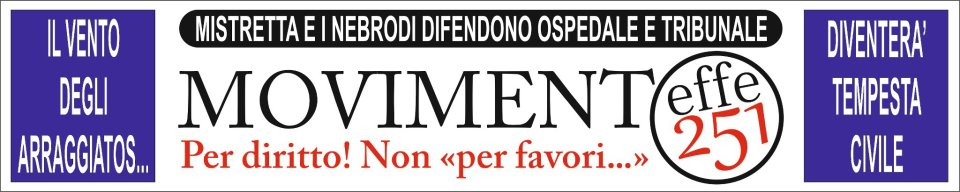 IL VENTO
DEGLI
ARRAGGIATOS...
MISTRETTA E I NEBRODI DIFENDONO OSPEDALE E TRIBUNALE
MOVIMENT
effe
251
Per diritto! Non «per favori...»
DIVENTERA'
TEMPESTA
CIVILE